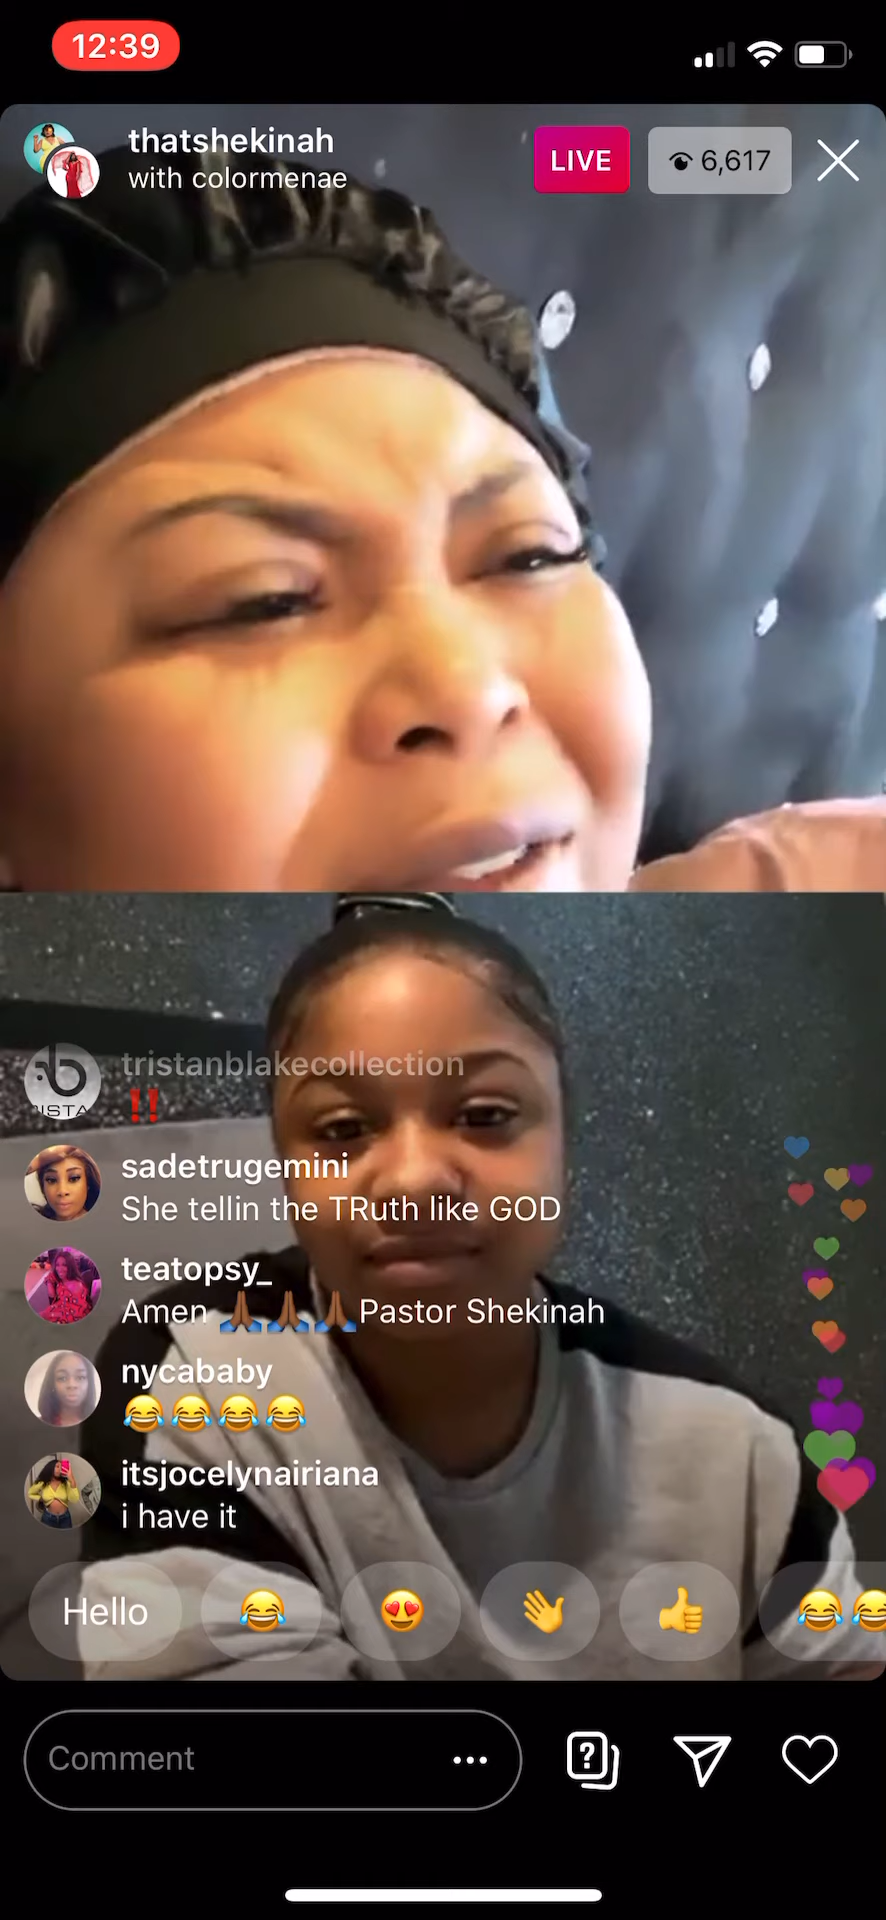 12:39
thatshekinah
with colormenae
LIVE
6,617
tristanblakecollection
‼️
sadetrugemini
She tellin the TRuth like GOD
teatopsy_
Amen 🙏🏾🙏🏾🙏🏾Pastor Shekinah
nycababy
😂😂😂😂
itsjocelynairiana
i have it
Hello
😂
😍
👋
👍
😂😂
Comment